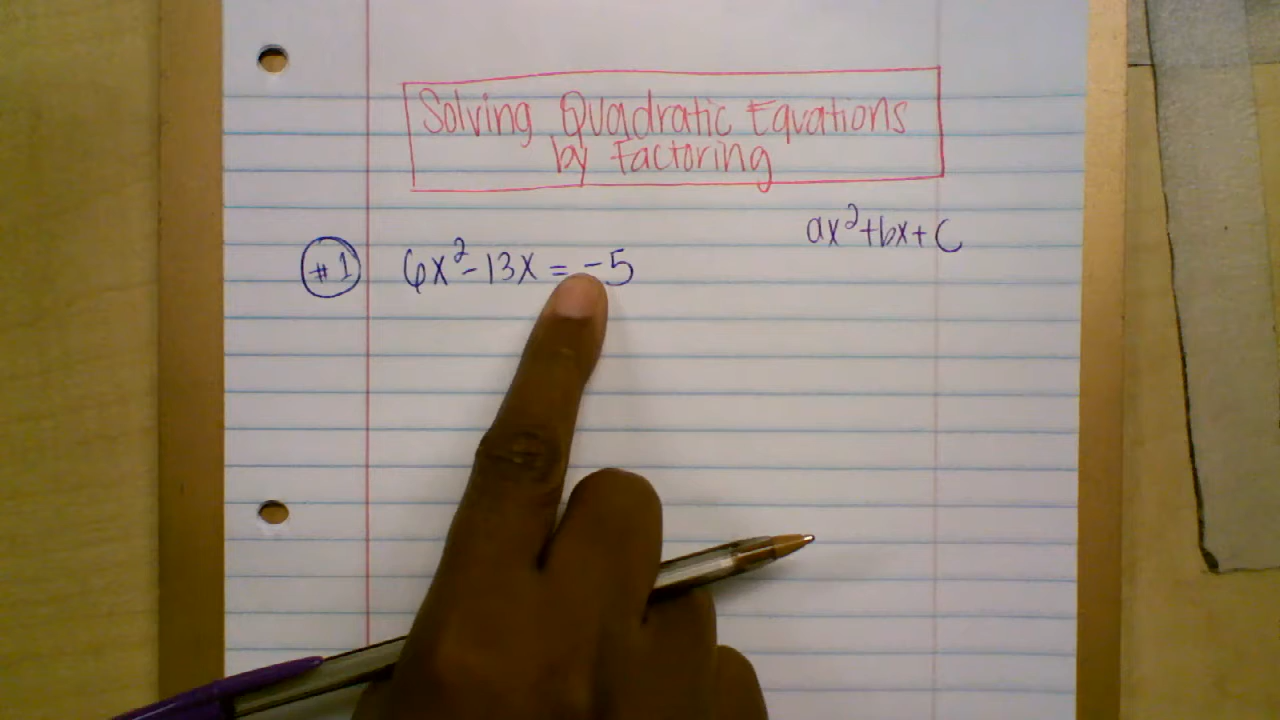 Solving Quadratic Equations
by factoring
ax²+bx+c
#1 6x²-13x = -5